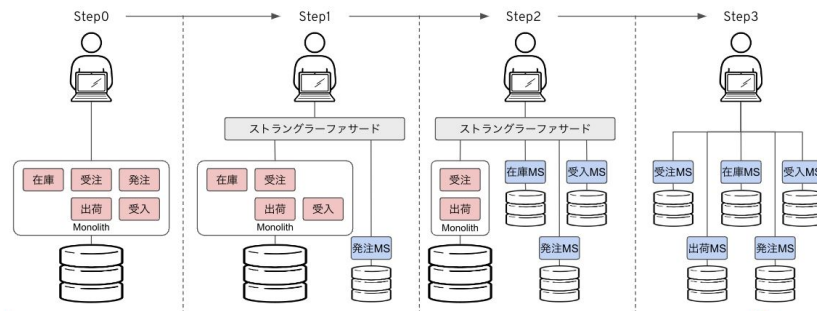 Step0
Step1
Step2
Step3
ストラングラーファサード
ストラングラーファサード
在庫 受注 発注
出荷 受入
Monolith
在庫 受注
出荷 受入
Monolith
発注MS
受注
出荷
Monolith
在庫MS 受入MS
発注MS
受注MS 在庫MS 受入MS
出荷MS 発注MS